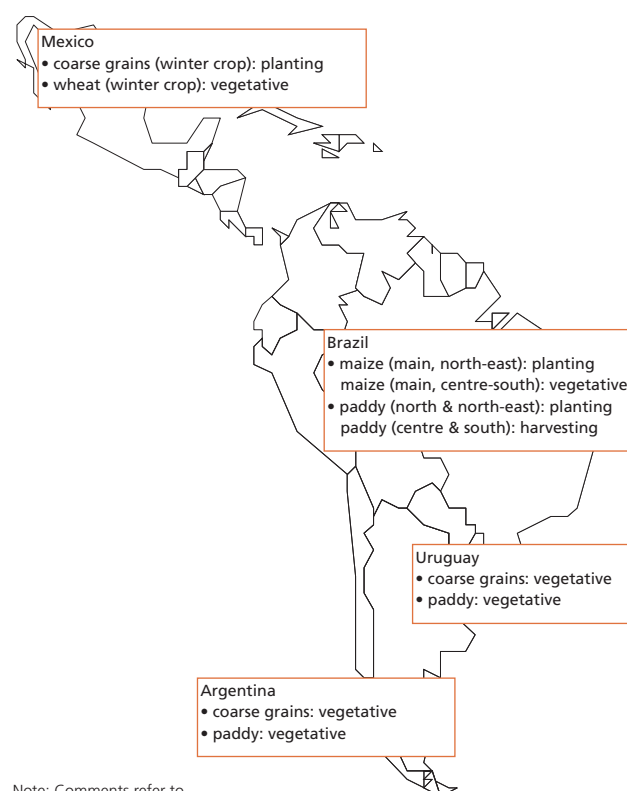 Mexico
• coarse grains (winter crop): planting
• wheat (winter crop): vegetative
Brazil
• maize (main, north-east): planting
maize (main, centre-south): vegetative
• paddy (north & north-east): planting
paddy (centre & south): harvesting
Uruguay
• coarse grains: vegetative
• paddy: vegetative
Argentina
• coarse grains: vegetative
• paddy: vegetative
Note: Comments refer to